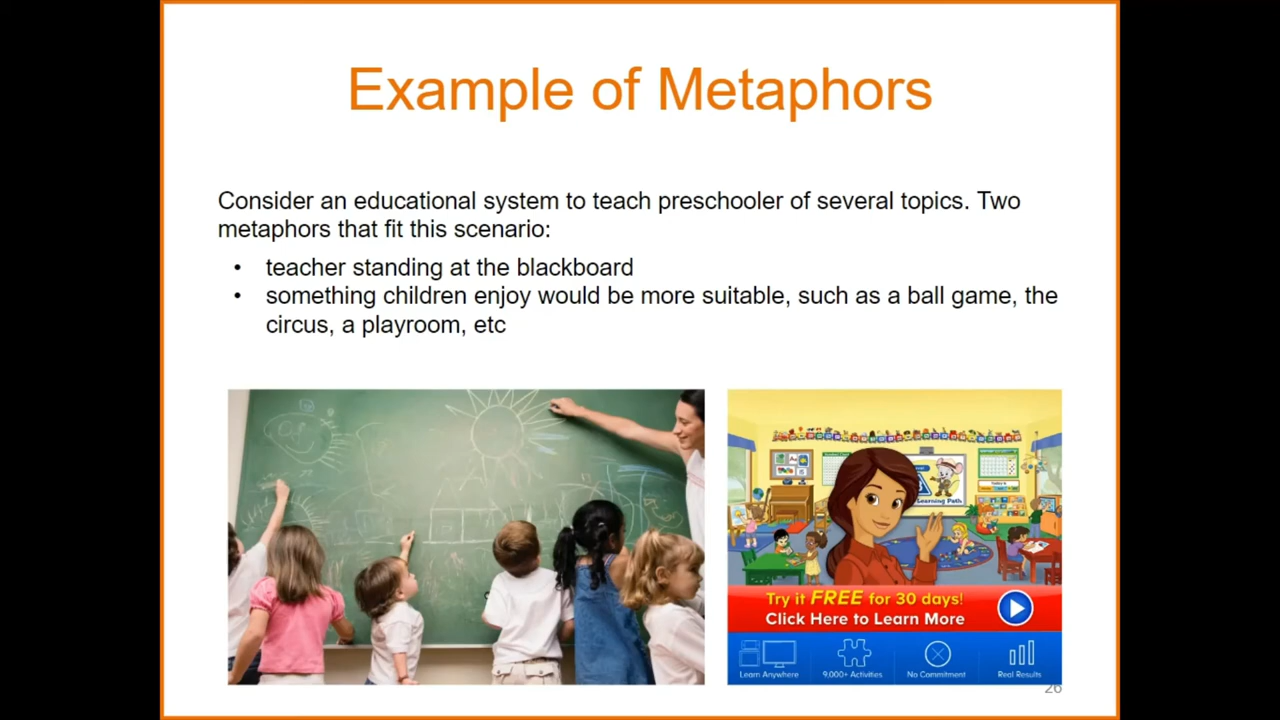 Example of Metaphors
Consider an educational system to teach preschooler of several topics. Two
metaphors that fit this scenario:
• teacher standing at the blackboard
• something children enjoy would be more suitable, such as a ball game, the
circus, a playroom, etc
Learning Path
Try it FREE for 30 days!
Click Here to Learn More
Learn Anywhere
9,000+ Activities
No Commitment
Real Results
26